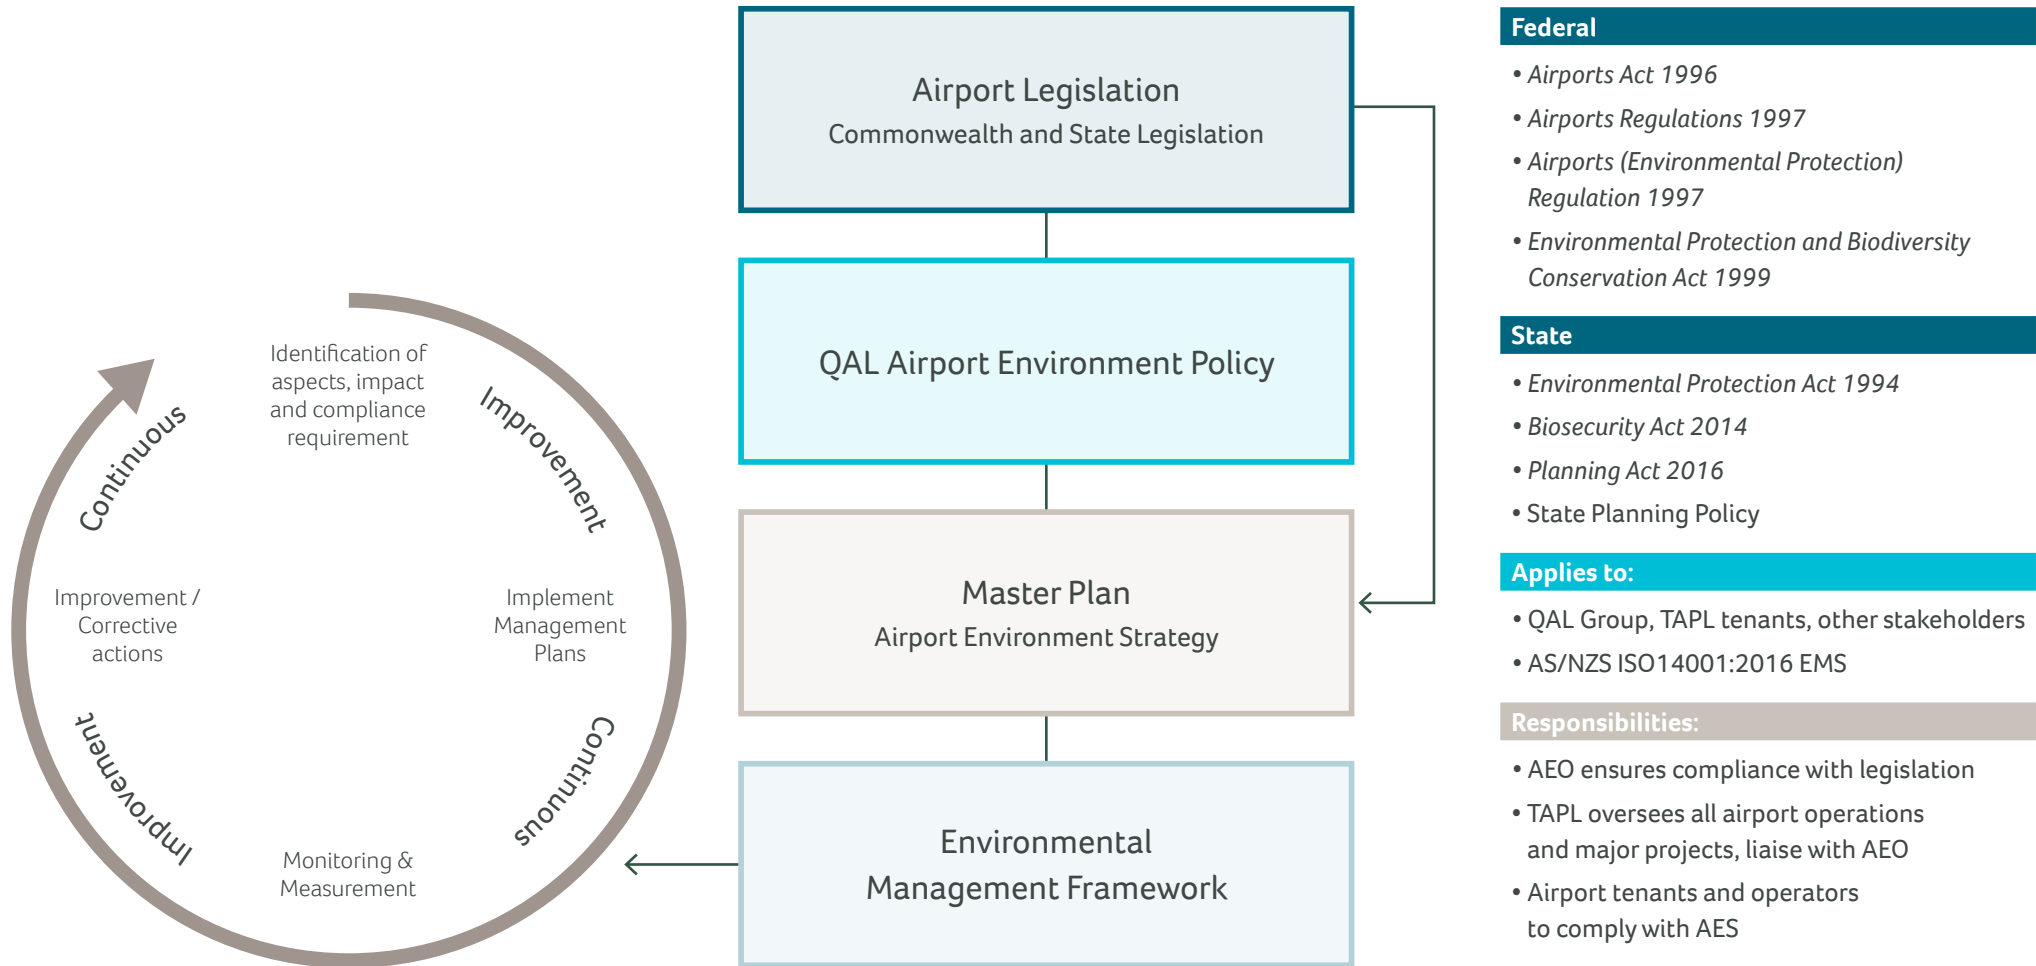 Identification of
aspects, impact
and compliance
requirement
Improvement
Implement
Management
Plans
Continuous
Monitoring &
Measurement
Improvement
Improvement /
Corrective
actions
Continuous
Airport Legislation
Commonwealth and State Legislation
QAL Airport Environment Policy
Master Plan
Airport Environment Strategy
Environmental
Management Framework
Federal
• Airports Act 1996
• Airports Regulations 1997
• Airports (Environmental Protection)
Regulation 1997
• Environmental Protection and Biodiversity
Conservation Act 1999
State
• Environmental Protection Act 1994
• Biosecurity Act 2014
• Planning Act 2016
• State Planning Policy
Applies to:
• QAL Group, TAPL tenants, other stakeholders
• AS/NZS ISO14001:2016 EMS
Responsibilities:
• AEO ensures compliance with legislation
• TAPL oversees all airport operations
and major projects, liaise with AEO
• Airport tenants and operators
to comply with AES